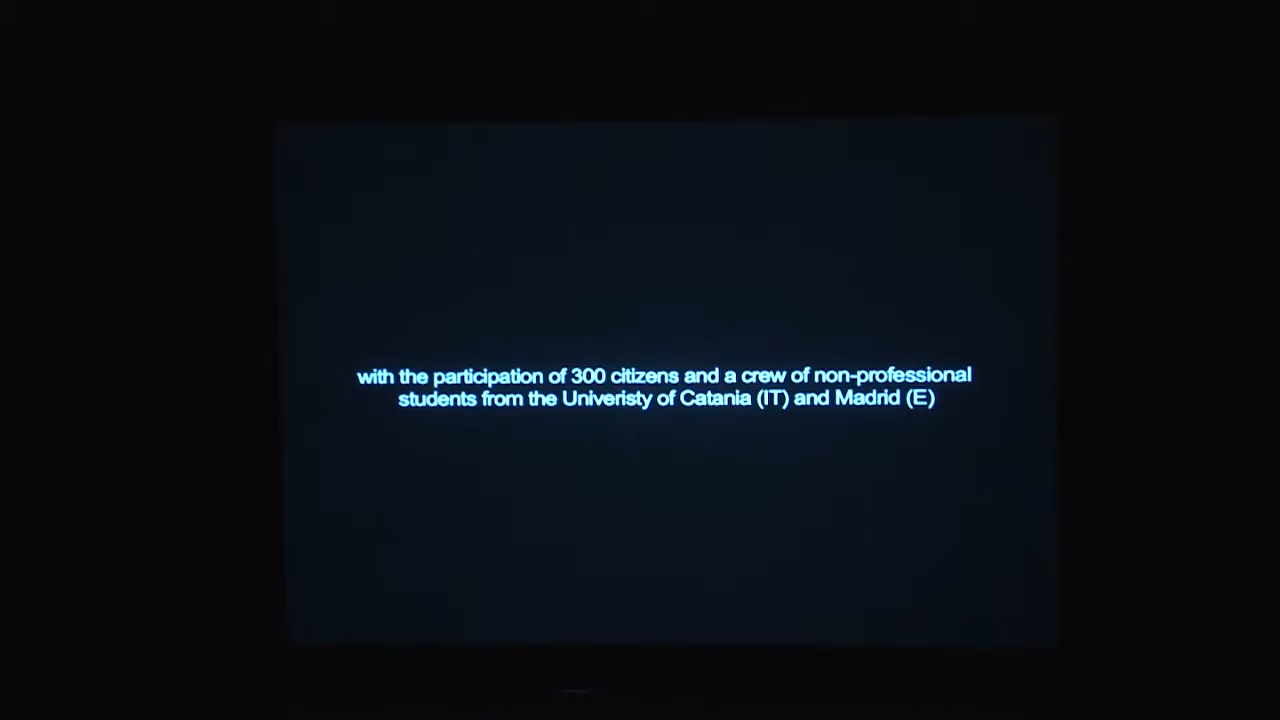 with the participation of 300 citizens and a crew of non-professional
students from the Univeristy of Catania (IT) and Madrid (E)